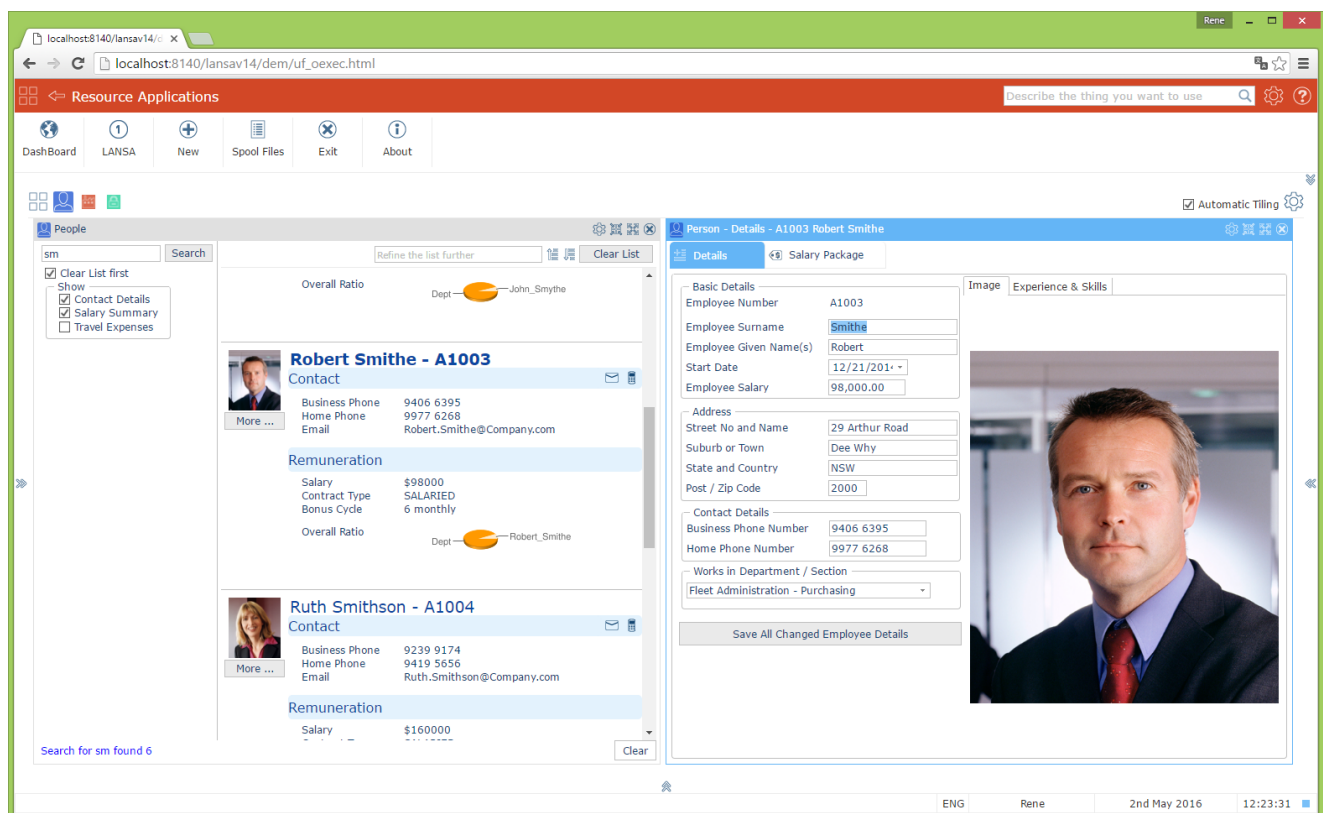 Rene
localhost:8140/lansav14/d
localhost:8140/lansav14/dem/uf_oexec.html
Resource Applications
Describe the thing you want to use
DashBoard
LANSA
New
Spool Files
Exit
About
Automatic Tiling
People
sm
Search
Clear List first
Show
Contact Details
Salary Summary
Travel Expenses
Refine the list further
Clear List
Overall Ratio
Dept
John_Smythe
Robert Smithe - A1003
Contact
More ...
Business Phone 9406 6395
Home Phone 9977 6268
Email Robert.Smithe@Company.com
Remuneration
Salary $98000
Contract Type SALARIED
Bonus Cycle 6 monthly
Overall Ratio
Dept
Robert_Smithe
Ruth Smithson - A1004
Contact
More ...
Business Phone 9239 9174
Home Phone 9419 5656
Email Ruth.Smithson@Company.com
Remuneration
Salary $160000
Search for sm found 6
Clear
Person - Details - A1003 Robert Smithe
Details
Salary Package
Basic Details
Employee Number A1003
Employee Surname Smithe
Employee Given Name(s) Robert
Start Date 12/21/201
Employee Salary 98,000.00
Address
Street No and Name 29 Arthur Road
Suburb or Town Dee Why
State and Country NSW
Post / Zip Code 2000
Contact Details
Business Phone Number 9406 6395
Home Phone Number 9977 6268
Works in Department / Section
Fleet Administration - Purchasing
Save All Changed Employee Details
Image
Experience & Skills
ENG
Rene
2nd May 2016
12:23:31